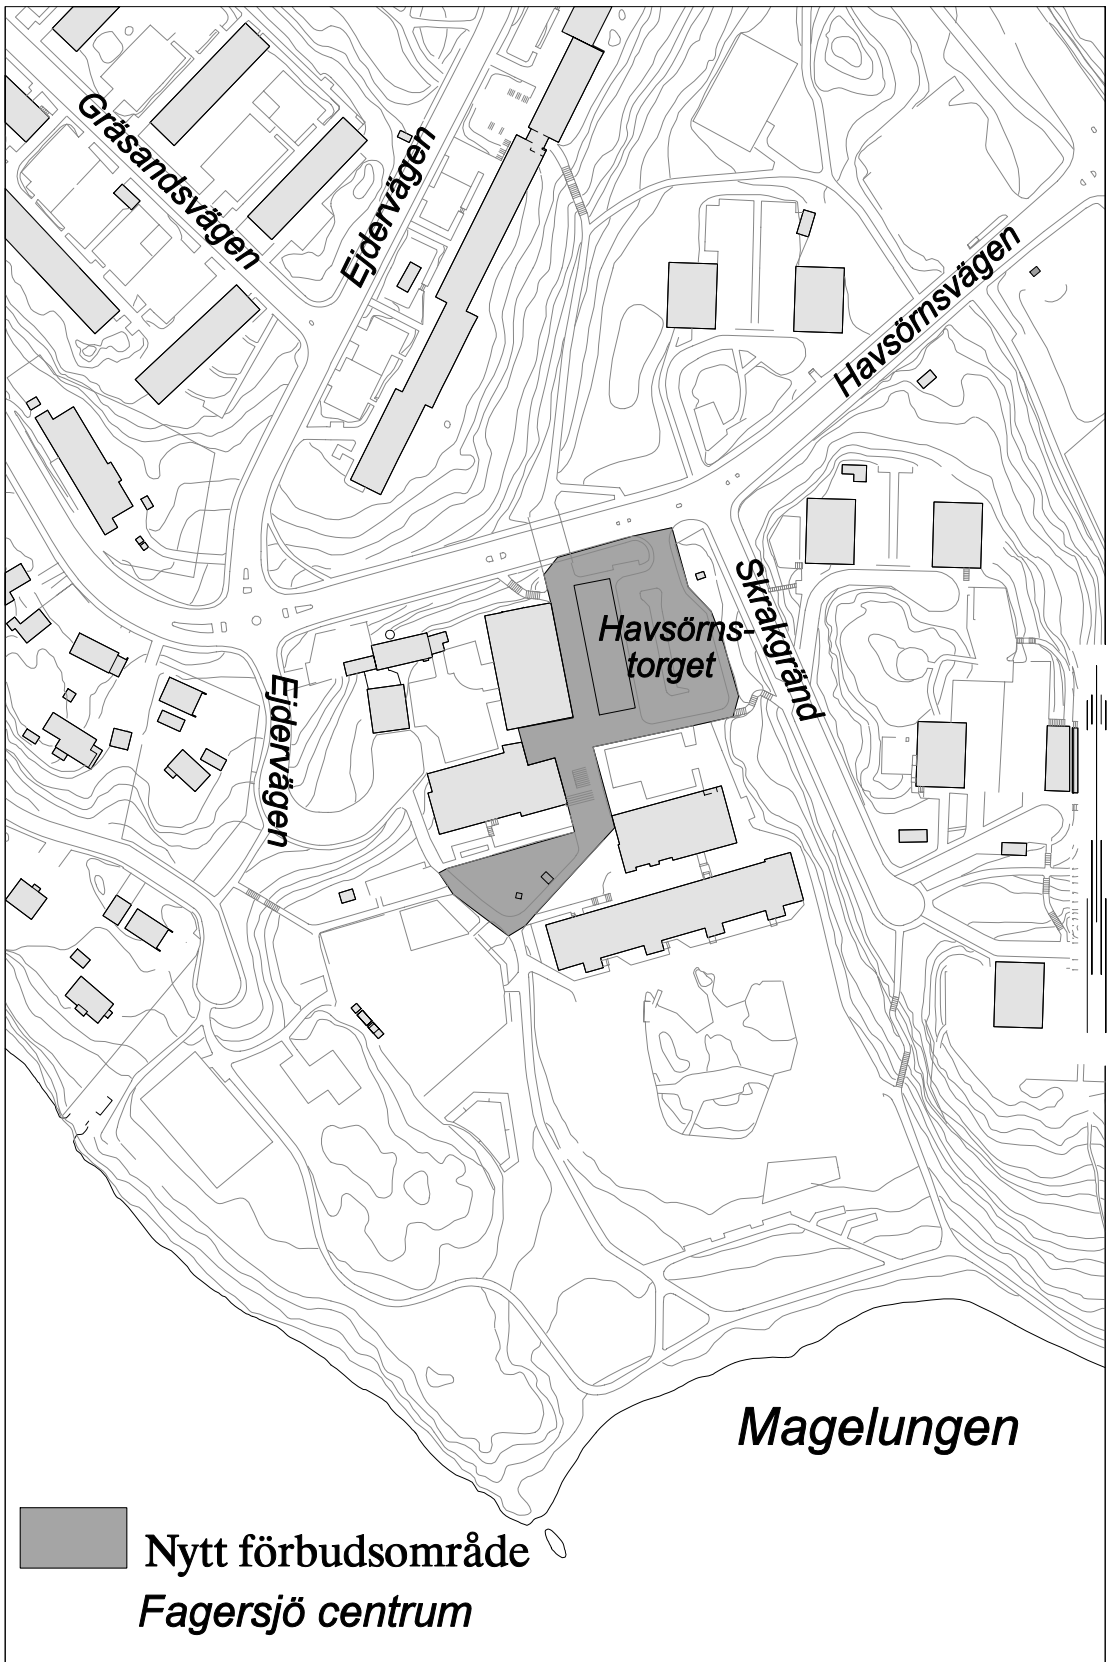 Gräsandsvägen
Ejdervägen
Havsörnsvägen
Skrakgränd
Havsörns-
torget
Ejdervägen
Magelungen
Nytt förbudsområde
Fagersjö centrum